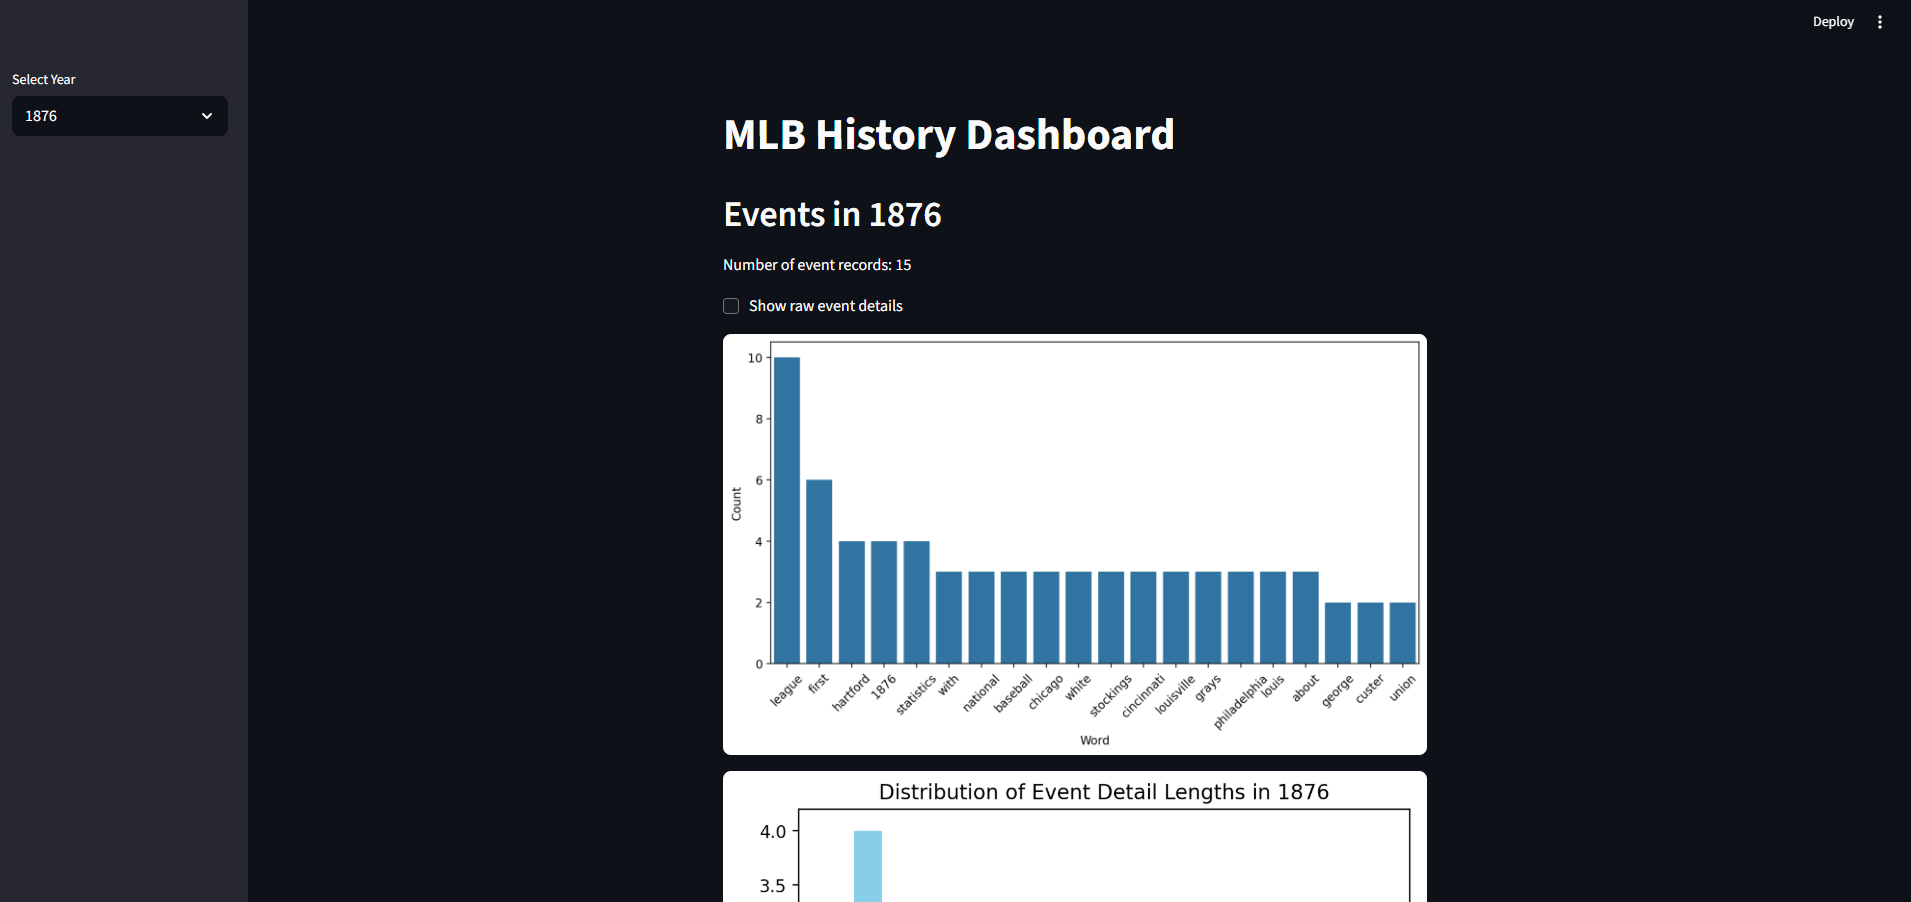 Deploy
Select Year
1876
MLB History Dashboard
Events in 1876
Number of event records: 15
Show raw event details
10
8
6
4
2
0
Count
league first hartford 1876 statistics with national baseball chicago white stockings cincinnati louisville grays philadelphia louis about george custer union
Word
Distribution of Event Detail Lengths in 1876
4.0
3.5